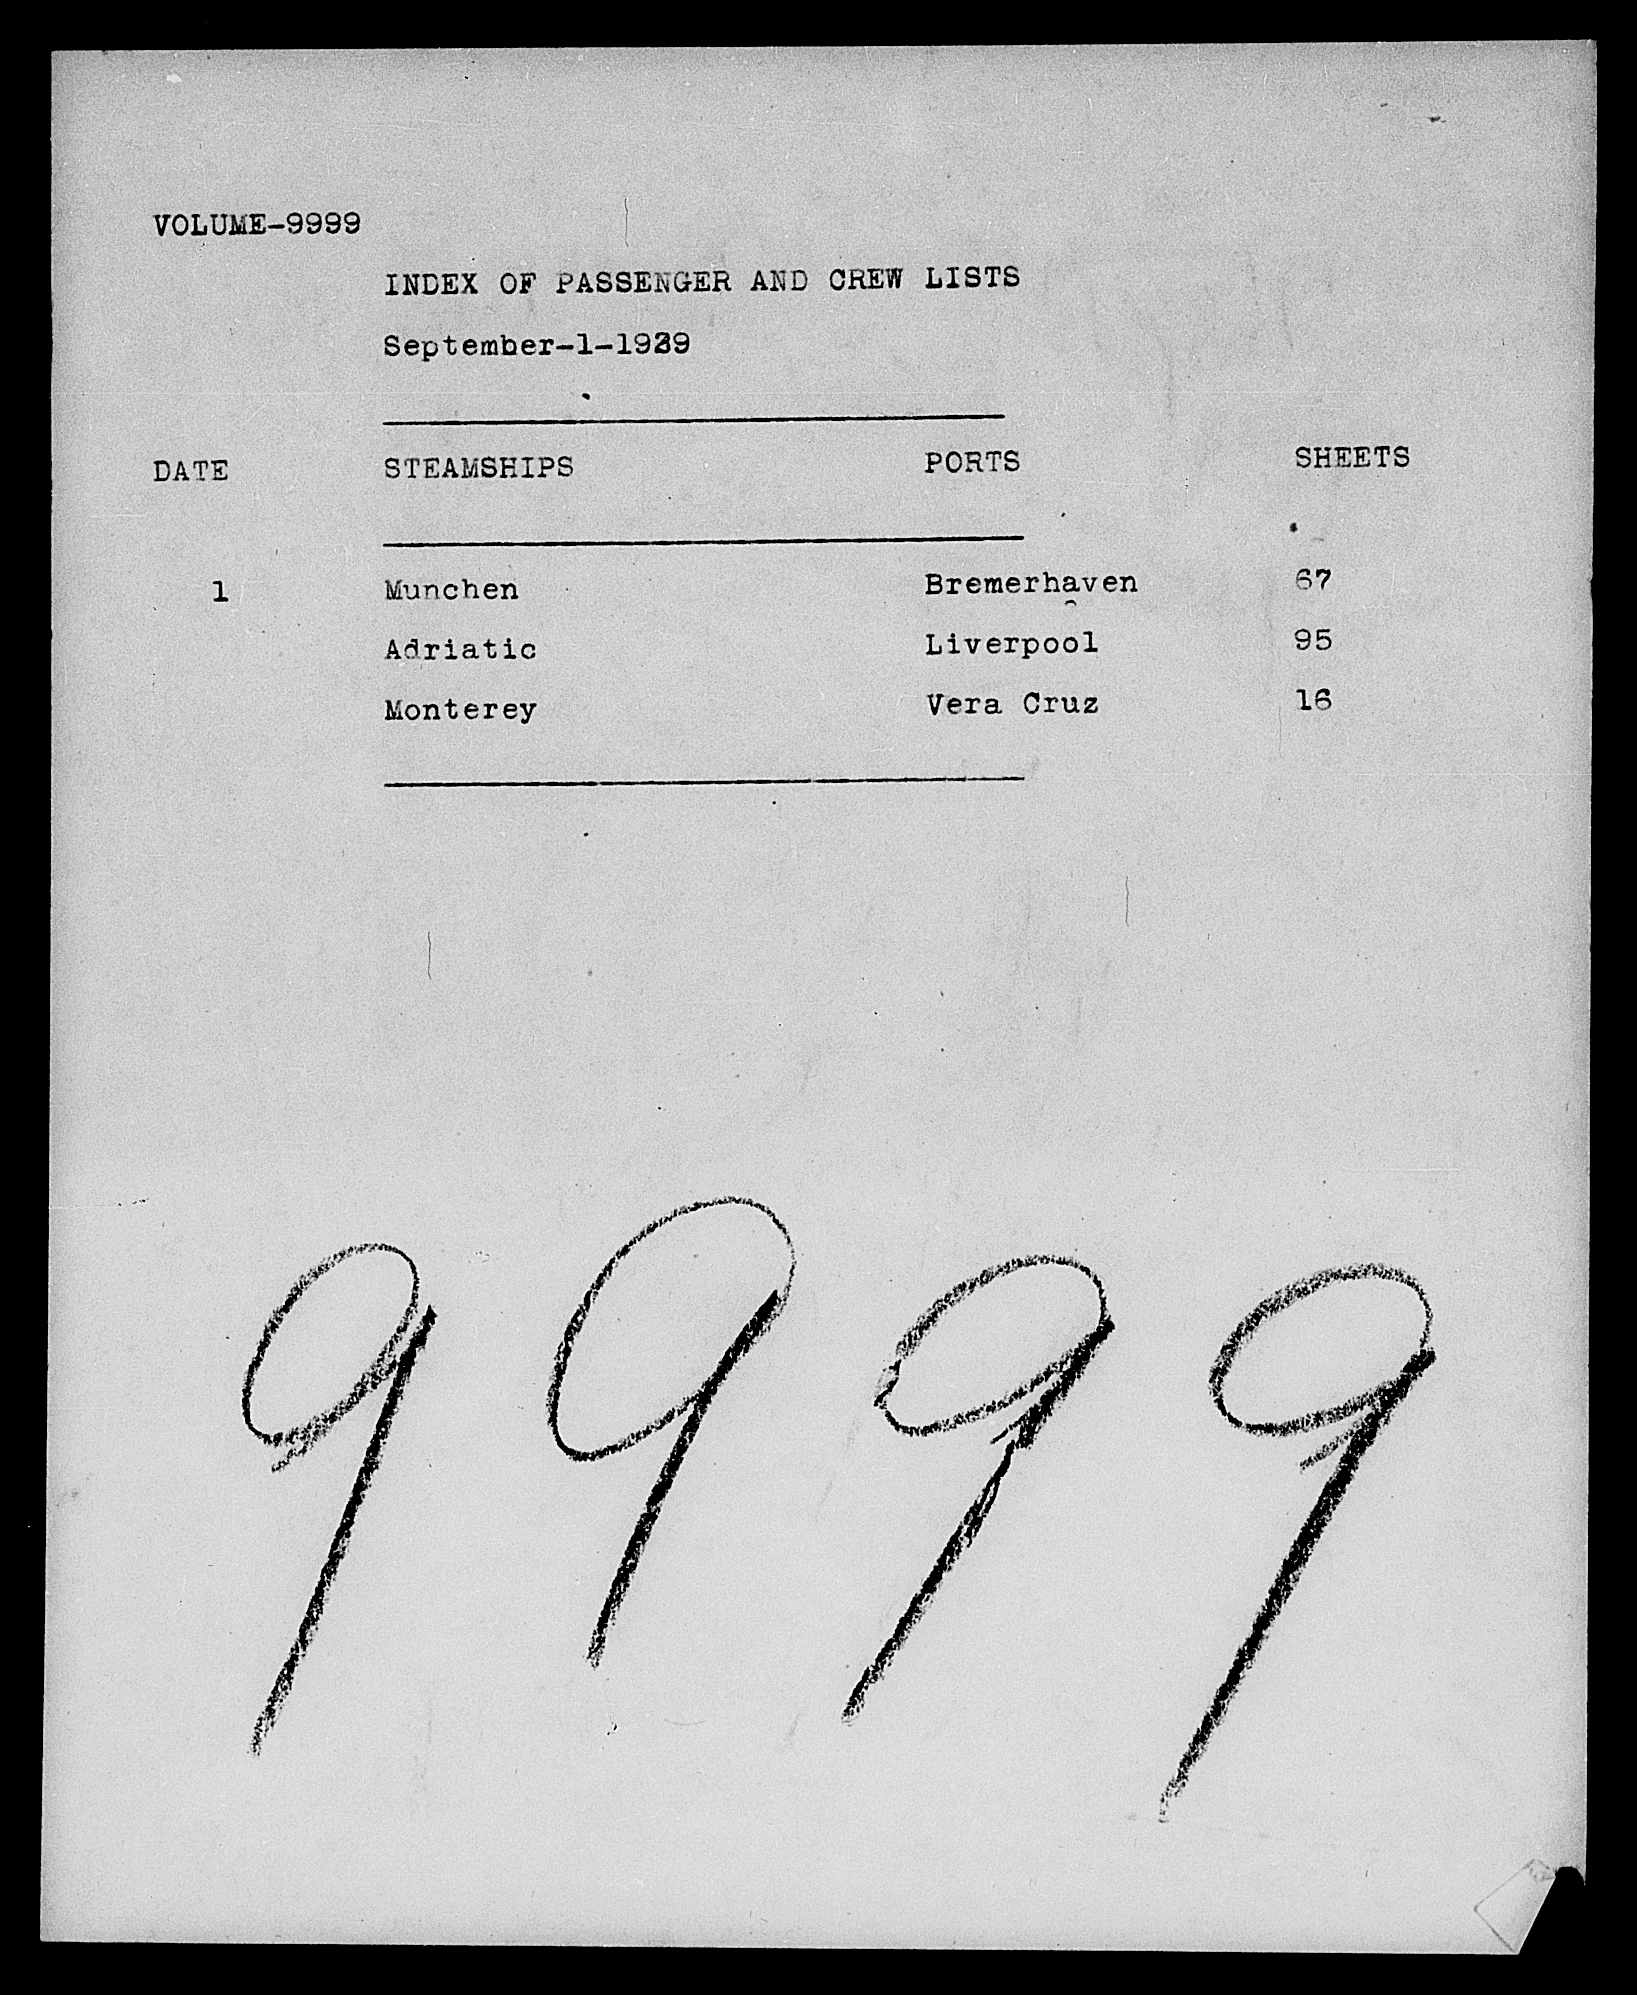 VOLUME-9999
INDEX OF PASSENGER AND CREW LISTS
September-1-1929
DATE STEAMSHIPS PORTS SHEETS
1 Munchen Bremerhaven 67
Adriatic Liverpool 95
Monterey Vera Cruz 16
9999